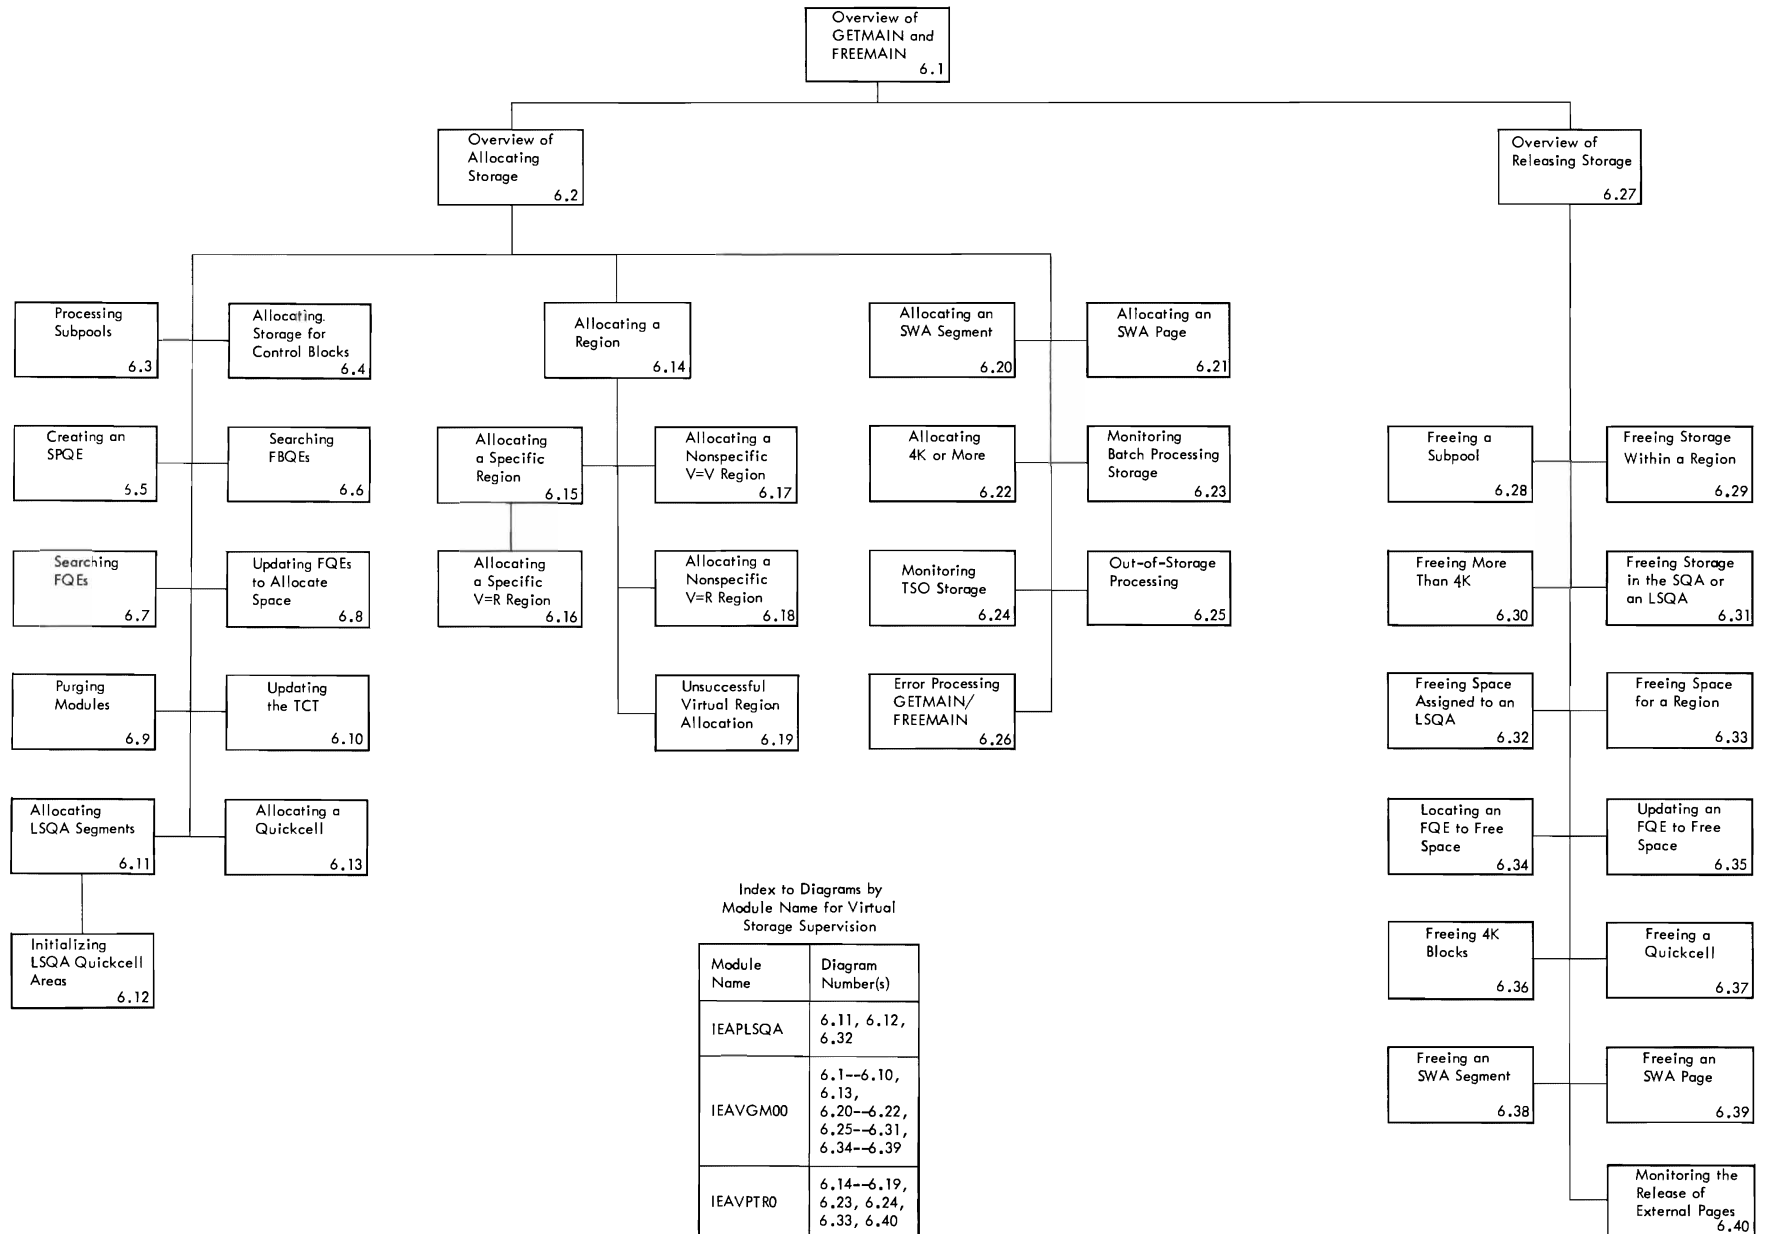 Overview of
GETMAIN and
FREEMAIN
6.1
Overview of
Allocating
Storage
6.2
Overview of
Releasing Storage
6.27
Processing
Subpools
6.3
Allocating.
Storage for
Control Blocks
6.4
Allocating a
Region
6.14
Allocating an
SWA Segment
6.20
Allocating an
SWA Page
6.21
Creating an
SPQE
6.5
Searching
FBQEs
6.6
Allocating
a Specific
Region
6.15
Allocating a
Nonspecific
V=V Region
6.17
Allocating
4K or More
6.22
Monitoring
Batch Processing
Storage
6.23
Freeing a
Subpool
6.28
Freeing Storage
Within a Region
6.29
Searching
FQEs
6.7
Updating FQEs
to Allocate
Space
6.8
Allocating
a Specific
V=R Region
6.16
Allocating a
Nonspecific
V=R Region
6.18
Monitoring
TSO Storage
6.24
Out-of-Storage
Processing
6.25
Freeing More
Than 4K
6.30
Freeing Storage
in the SQA or
an LSQA
6.31
Purging
Modules
6.9
Updating
the TCT
6.10
Unsuccessful
Virtual Region
Allocation
6.19
Error Processing
GETMAIN/
FREEMAIN
6.26
Freeing Space
Assigned to an
LSQA
6.32
Freeing Space
for a Region
6.33
Allocating
LSQA Segments
6.11
Allocating a
Quickcell
6.13
Locating an
FQE to Free
Space
6.34
Updating an
FQE to Free
Space
6.35
Initializing
LSQA Quickcell
Areas
6.12
Freeing 4K
Blocks
6.36
Freeing a
Quickcell
6.37
Freeing an
SWA Segment
6.38
Freeing an
SWA Page
6.39
Monitoring the
Release of
External Pages
6.40
Index to Diagrams by
Module Name for Virtual
Storage Supervision
Module
Name
Diagram
Number(s)
IEAPLSQA
6.11, 6.12,
6.32
IEAVGM00
6.1--6.10,
6.13,
6.20--6.22,
6.25--6.31,
6.34--6.39
IEAVPTR0
6.14--6.19,
6.23, 6.24,
6.33, 6.40